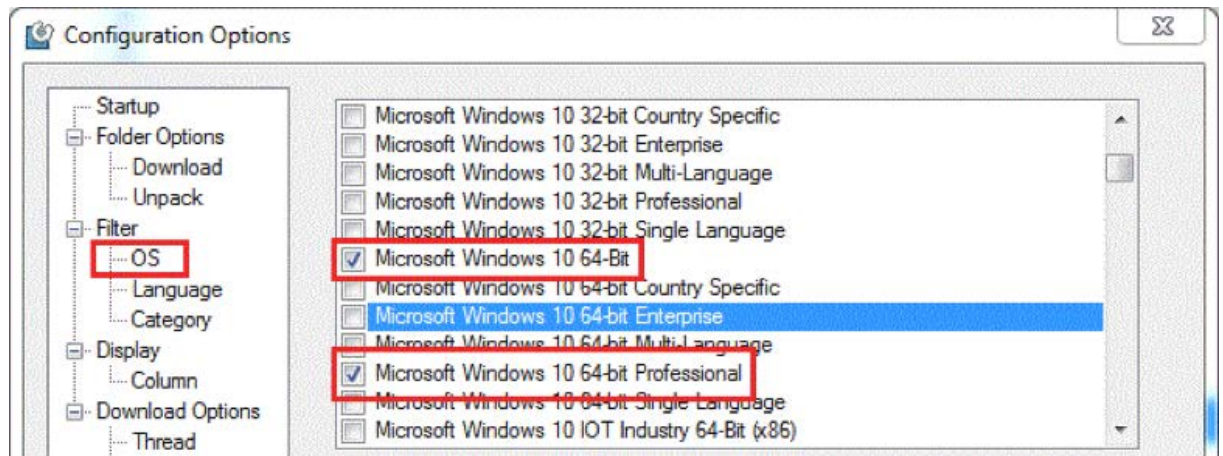 Configuration Options
Startup
Folder Options
Download
Unpack
Filter
OS
Language
Category
Display
Column
Download Options
Thread
Microsoft Windows 10 32-bit Country Specific
Microsoft Windows 10 32-bit Enterprise
Microsoft Windows 10 32-bit Multi-Language
Microsoft Windows 10 32-bit Professional
Microsoft Windows 10 32-bit Single Language
Microsoft Windows 10 64-Bit
Microsoft Windows 10 64-bit Country Specific
Microsoft Windows 10 64-bit Enterprise
Microsoft Windows 10 64-bit Multi-Language
Microsoft Windows 10 64-bit Professional
Microsoft Windows 10 64-bit Single Language
Microsoft Windows 10 IOT Industry 64-Bit (x86)